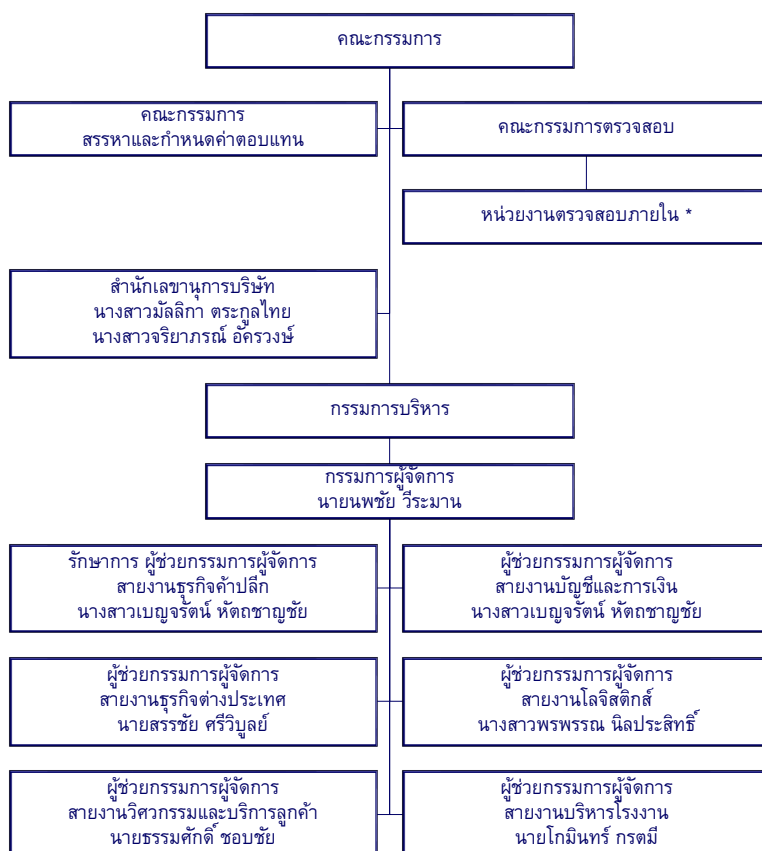 คณะกรรมการ
คณะกรรมการ
สรรหาและกำหนดค่าตอบแทน
คณะกรรมการตรวจสอบ
หน่วยงานตรวจสอบภายใน *
สำนักเลขานุการบริษัท
นางสาวมัลลิกา ตระกูลไทย
นางสาวจริยาภรณ์ อัครวงษ์
กรรมการบริหาร
กรรมการผู้จัดการ
นายนพชัย วีระมาน
รักษาการ ผู้ช่วยกรรมการผู้จัดการ
สายงานธุรกิจค้าปลีก
นางสาวเบญจรัตน์ หัตถชาญชัย
ผู้ช่วยกรรมการผู้จัดการ
สายงานบัญชีและการเงิน
นางสาวเบญจรัตน์ หัตถชาญชัย
ผู้ช่วยกรรมการผู้จัดการ
สายงานธุรกิจต่างประเทศ
นายสรรชัย ศรีวิบูลย์
ผู้ช่วยกรรมการผู้จัดการ
สายงานโลจิสติกส์
นางสาวพรพรรณ นิลประสิทธิ์
ผู้ช่วยกรรมการผู้จัดการ
สายงานวิศวกรรมและบริการลูกค้า
นายธรรมศักดิ์ ชอบชัย
ผู้ช่วยกรรมการผู้จัดการ
สายงานบริหารโรงงาน
นายโกมินทร์ กรตมี